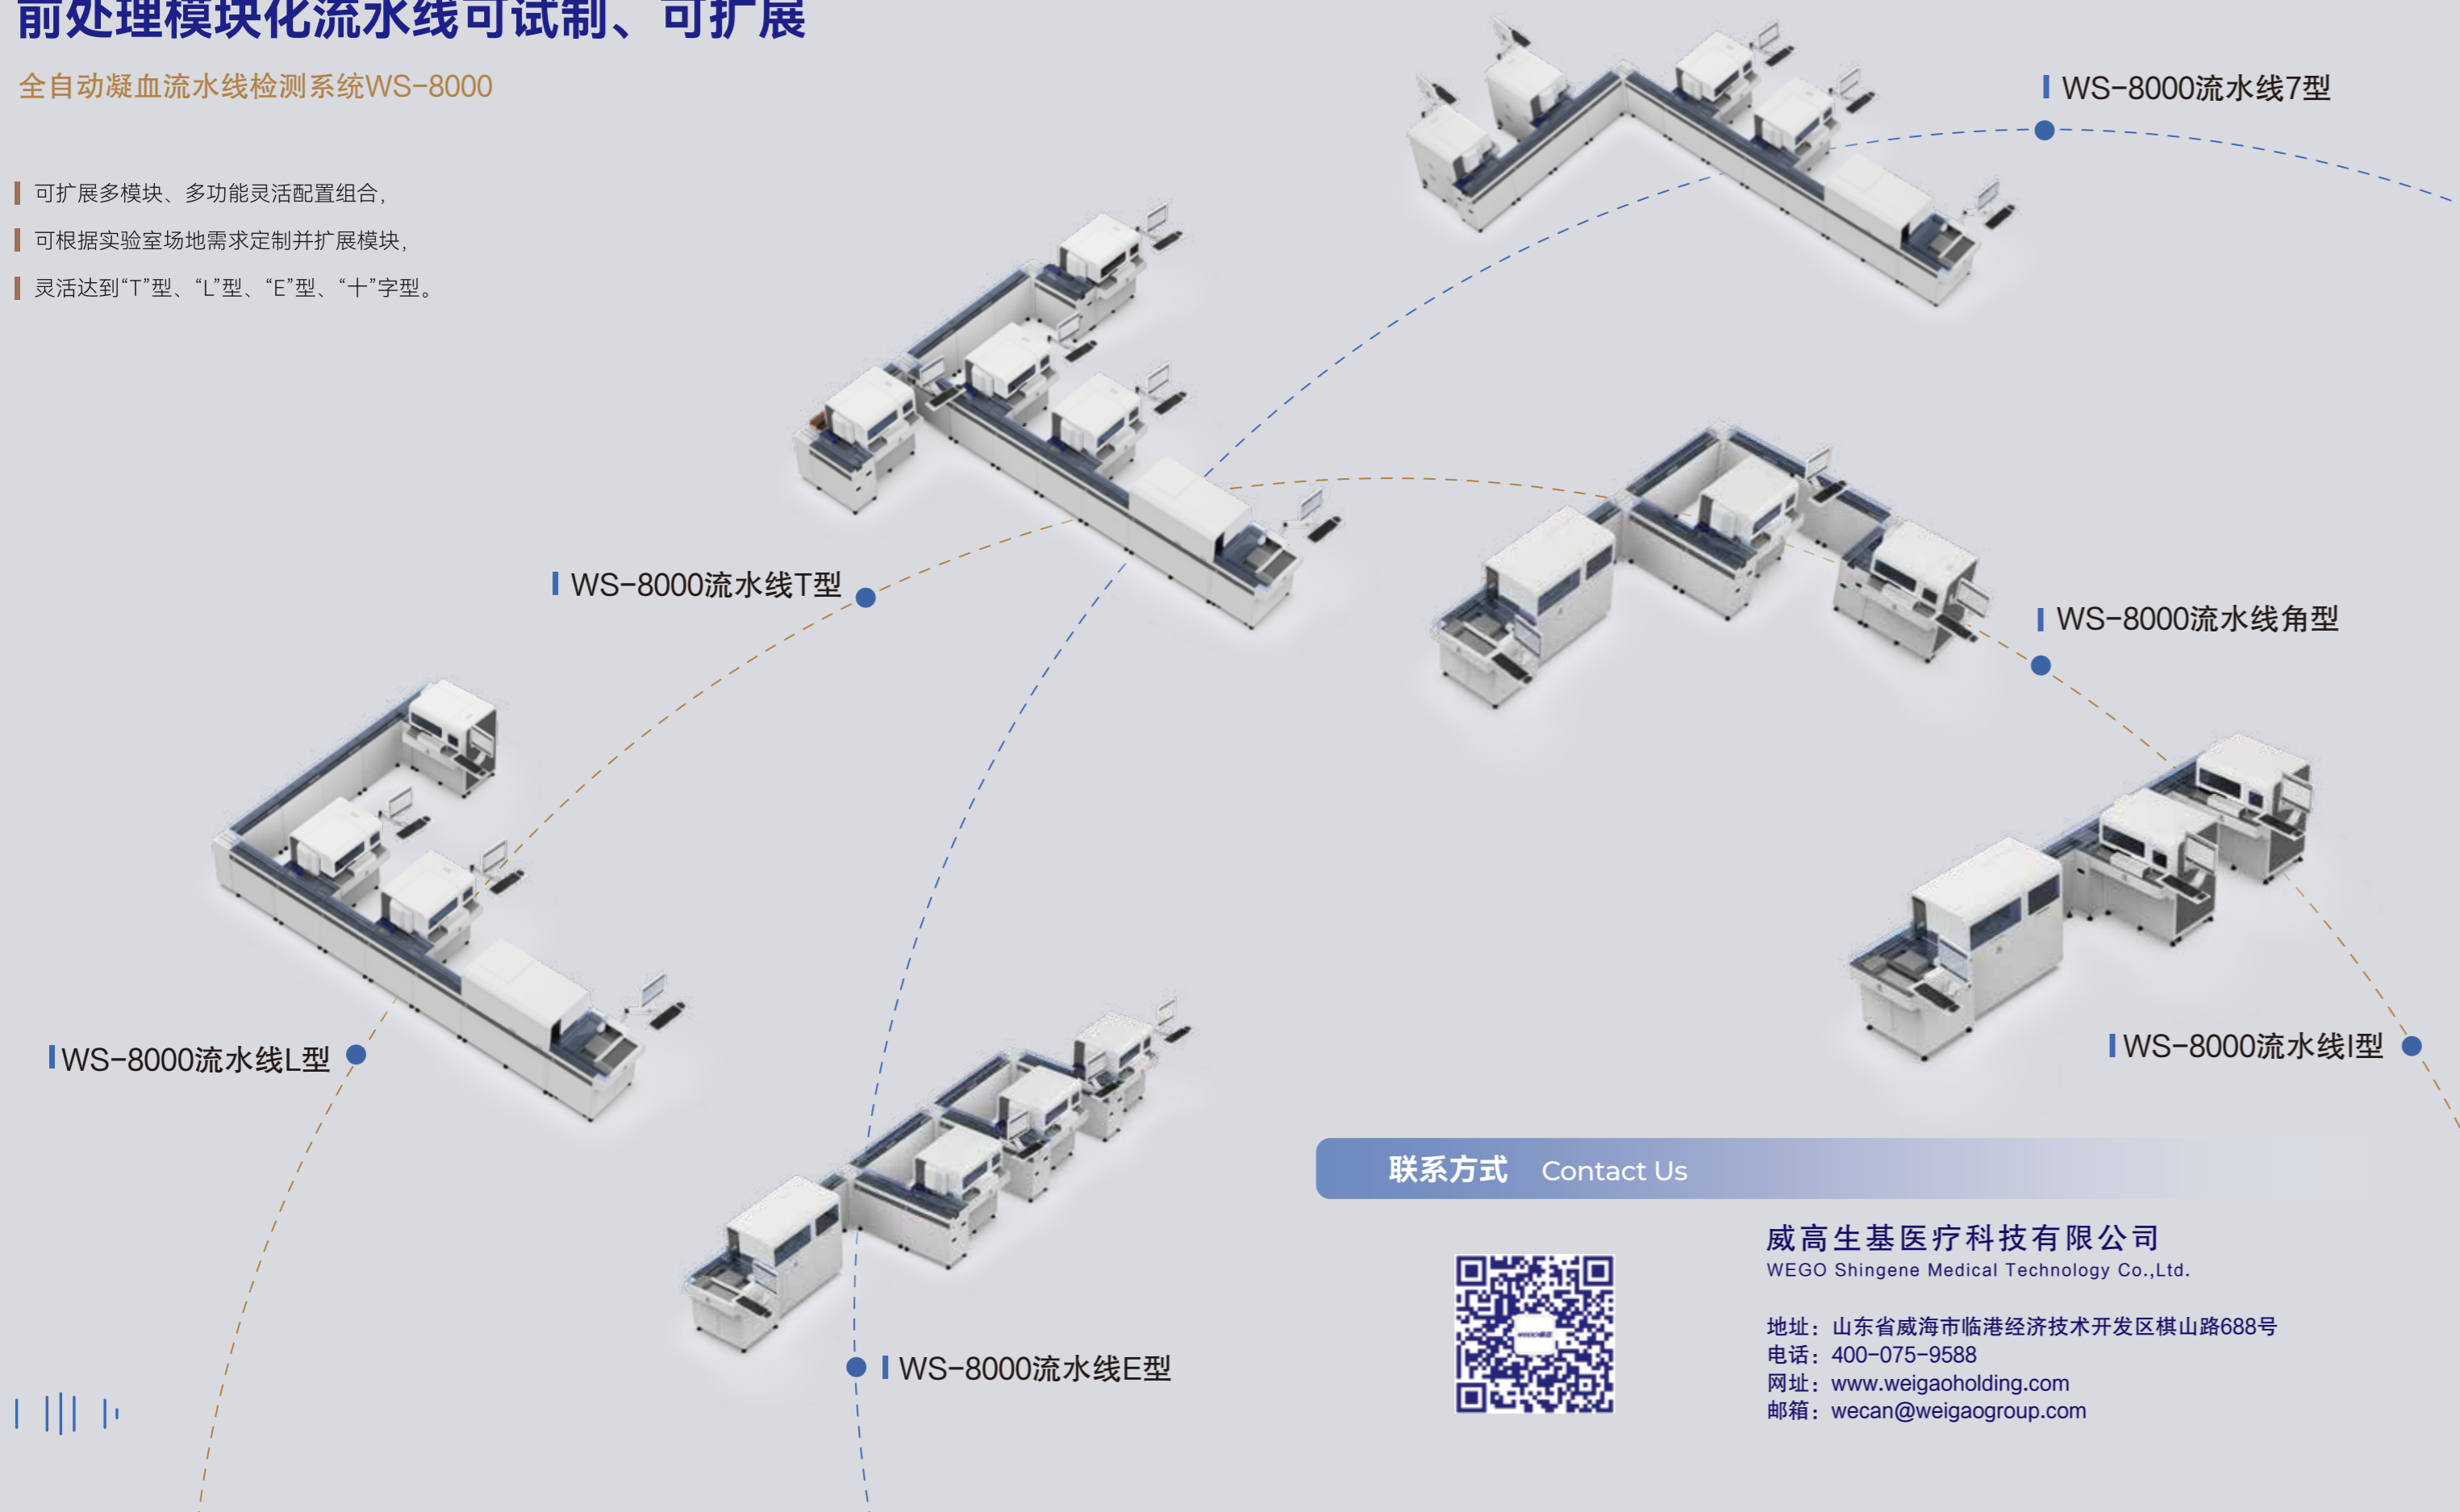 前处理模块化流水线可试制、可扩展
全自动凝血流水线检测系统WS-8000
可扩展多模块、多功能灵活配置组合，
可根据实验室场地需求定制并扩展模块，
灵活达到“T”型、“L”型、“E”型、“十”字型。
WS-8000流水线7型
WS-8000流水线T型
WS-8000流水线角型
WS-8000流水线L型
WS-8000流水线I型
WS-8000流水线E型
联系方式 Contact Us
威高生基医疗科技有限公司
WEGO Shingene Medical Technology Co.,Ltd.
地址：山东省威海市临港经济技术开发区棋山路688号
电话：400-075-9588
网址：www.weigaoholding.com
邮箱：wecan@weigaogroup.com